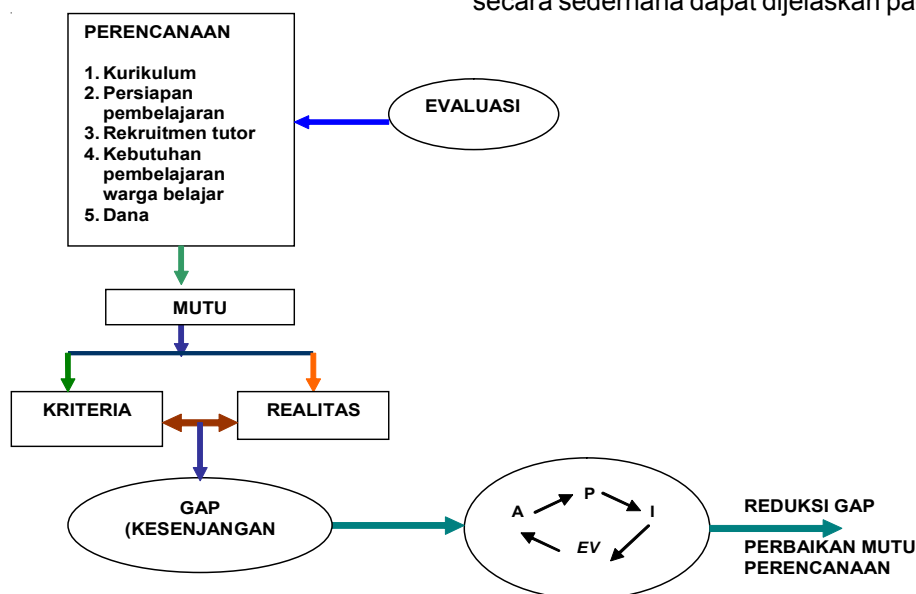 secara sederhana dapat dijelaskan pa
PERENCANAAN
1. Kurikulum
2. Persiapan
pembelajaran
3. Rekruitmen tutor
4. Kebutuhan
pembelajaran
warga belajar
5. Dana
EVALUASI
MUTU
KRITERIA
REALITAS
GAP
(KESENJANGAN
P
A
I
EV
REDUKSI GAP
PERBAIKAN MUTU
PERENCANAAN